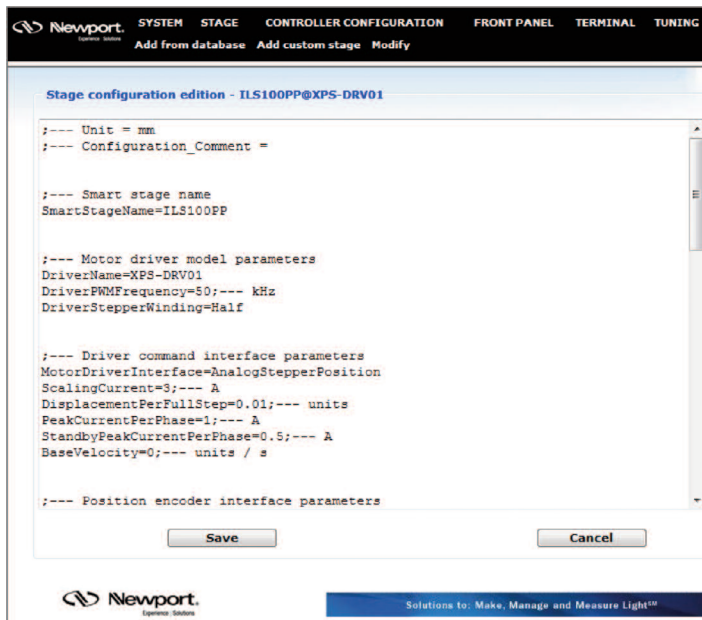 Newport.
Experience | Solutions
SYSTEM STAGE CONTROLLER CONFIGURATION FRONT PANEL TERMINAL TUNING
Add from database Add custom stage Modify
Stage configuration edition - ILS100PP@XPS-DRV01
;--- Unit = mm
;--- Configuration_Comment =
;--- Smart stage name
SmartStageName=ILS100PP
;--- Motor driver model parameters
DriverName=XPS-DRV01
DriverPWMFrequency=50;--- kHz
DriverStepperWinding=Half
;--- Driver command interface parameters
MotorDriverInterface=AnalogStepperPosition
ScalingCurrent=3;--- A
DisplacementPerFullStep=0.01;--- units
PeakCurrentPerPhase=1;--- A
StandbyPeakCurrentPerPhase=0.5;--- A
BaseVelocity=0;--- units / s
;--- Position encoder interface parameters
Save Cancel
Newport.
Experience | Solutions
Solutions to: Make, Manage and Measure Light℠